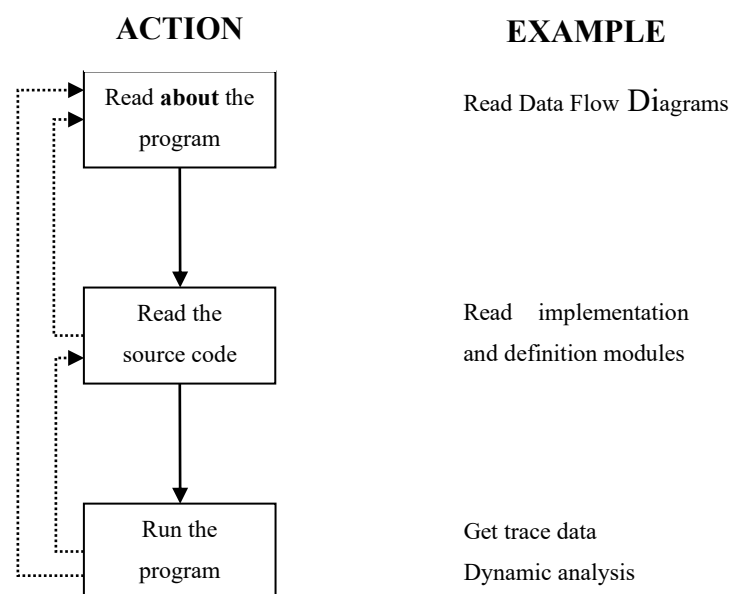 ACTION
EXAMPLE
Read about the
program
Read Data Flow Diagrams
Read the
source code
Read implementation
and definition modules
Run the
program
Get trace data
Dynamic analysis